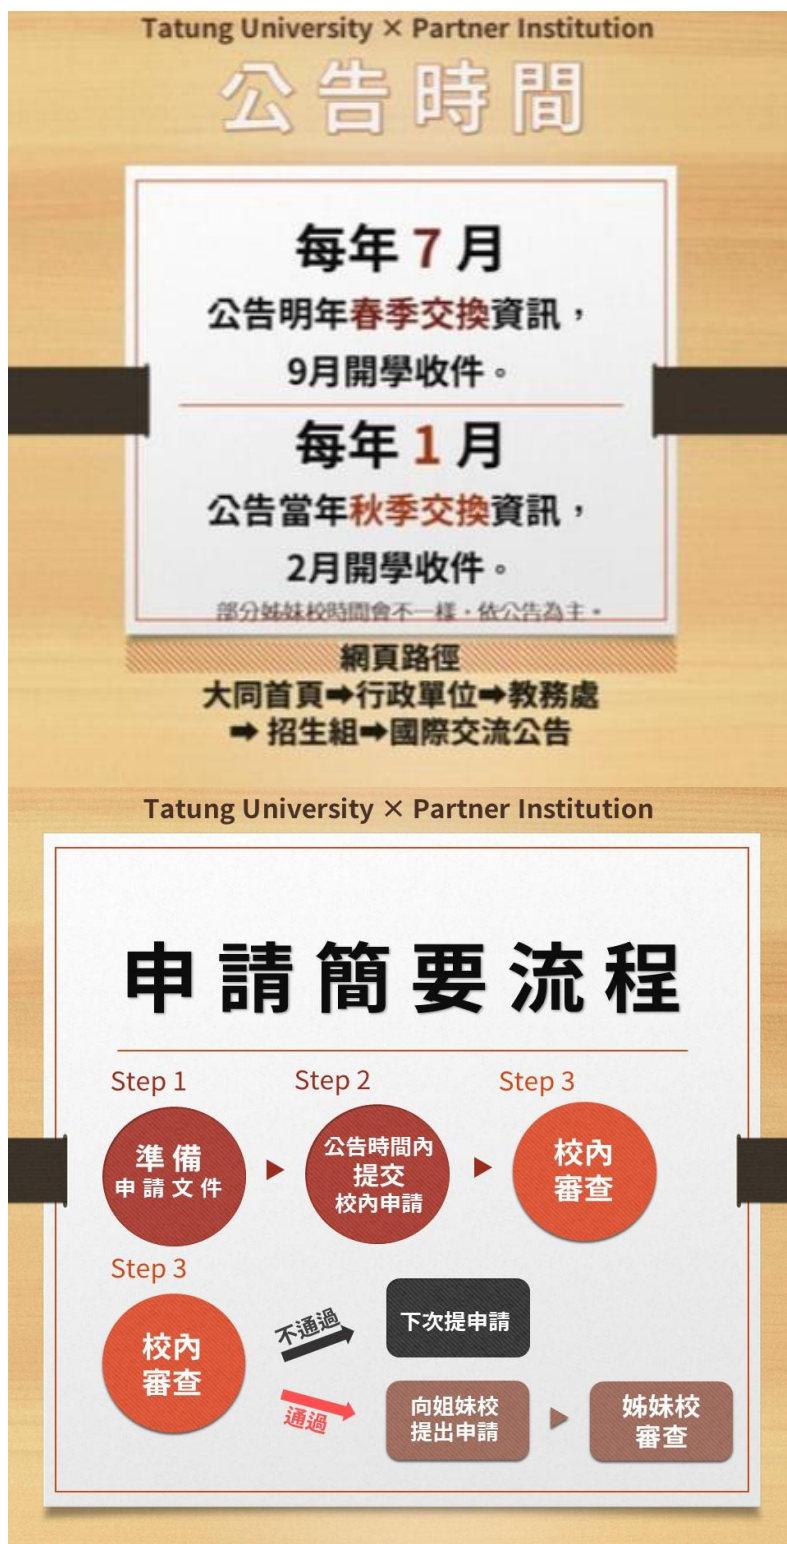 Tatung University × Partner Institution
公告時間
每年 7 月
公告明年春季交換資訊，
9月開學收件。
每年 1 月
公告當年秋季交換資訊，
2月開學收件。
部分姊妹校時間會不一樣，依公告為主。
網頁路徑
大同首頁➡行政單位➡教務處
➡ 招生組➡國際交流公告
Tatung University × Partner Institution
申請簡要流程
Step 1
Step 2
Step 3
準備
申請文件
公告時間內
提交
校內申請
校內
審查
Step 3
校內
審查
不通過
下次提申請
通過
向姐妹校
提出申請
姊妹校
審查